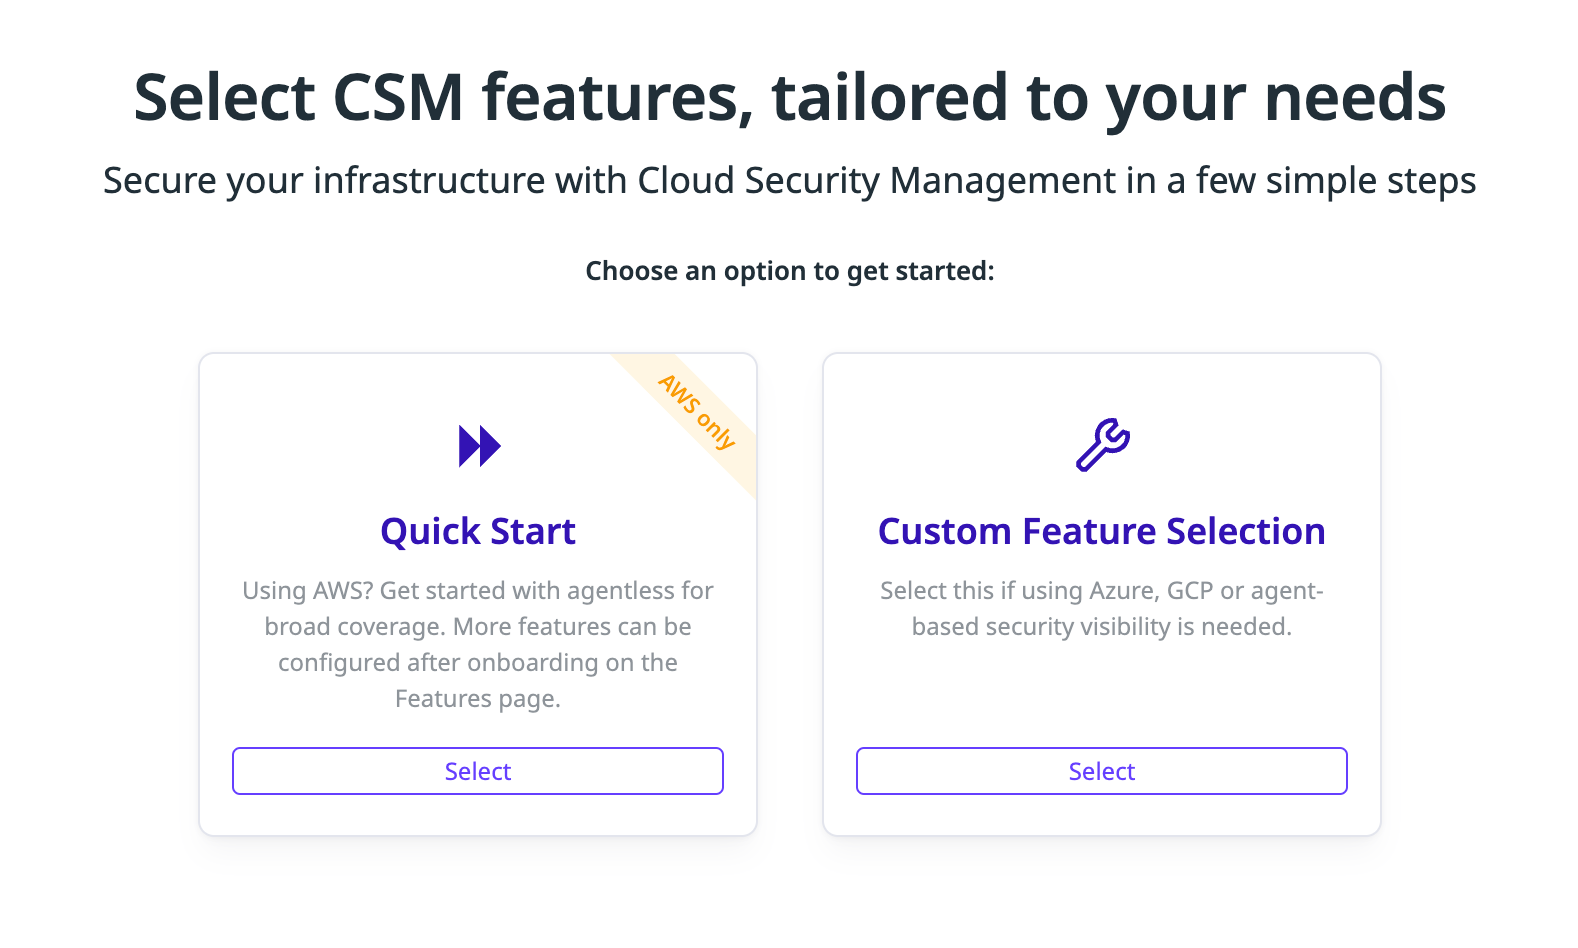 Select CSM features, tailored to your needs
Secure your infrastructure with Cloud Security Management in a few simple steps
Choose an option to get started:
AWS only
Quick Start
Using AWS? Get started with agentless for
broad coverage. More features can be
configured after onboarding on the
Features page.
Select
Custom Feature Selection
Select this if using Azure, GCP or agent-
based security visibility is needed.
Select